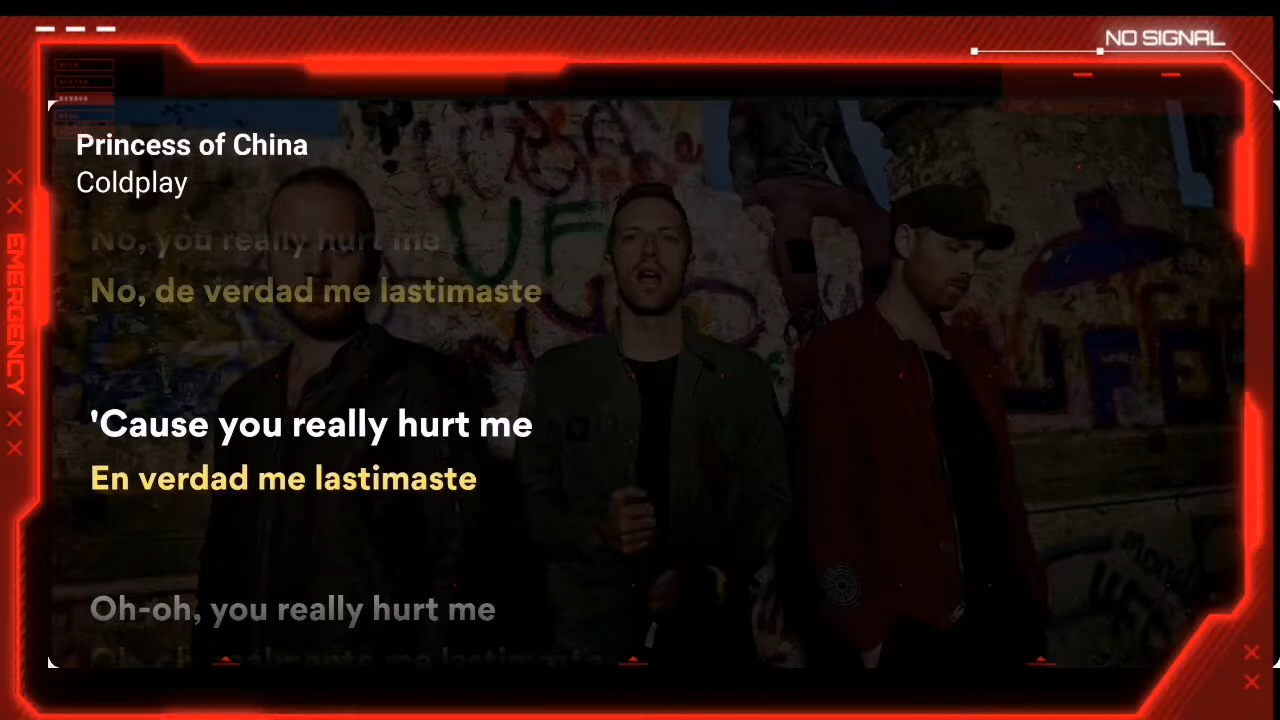 NO SIGNAL
Princess of China
Coldplay
No, you really hurt me
No, de verdad me lastimaste
'Cause you really hurt me
En verdad me lastimaste
Oh-oh, you really hurt me
EMERGENCY
UF